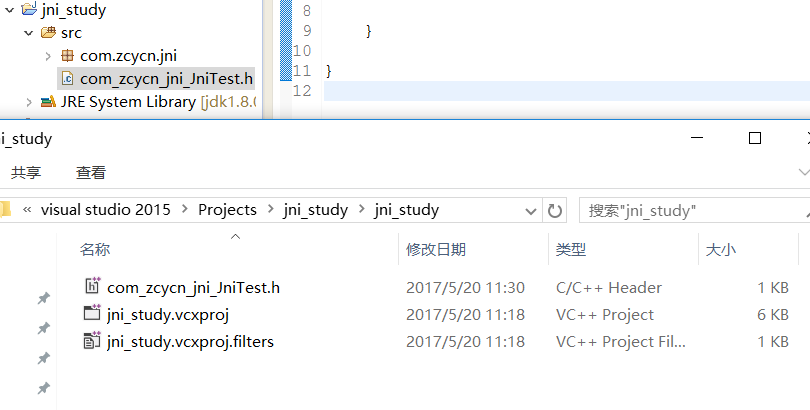 jni_study
src
com.zcycn.jni
com_zcycn_jni_JniTest.h
JRE System Library [jdk1.8.0
8
9 }
10
11 }
12
ni_study
共享 查看
« visual studio 2015 > Projects > jni_study > jni_study 搜索"jni_study"
名称 修改日期 类型 大小
com_zcycn_jni_JniTest.h 2017/5/20 11:30 C/C++ Header 1 KB
jni_study.vcxproj 2017/5/20 11:18 VC++ Project 6 KB
jni_study.vcxproj.filters 2017/5/20 11:18 VC++ Project Fil... 1 KB